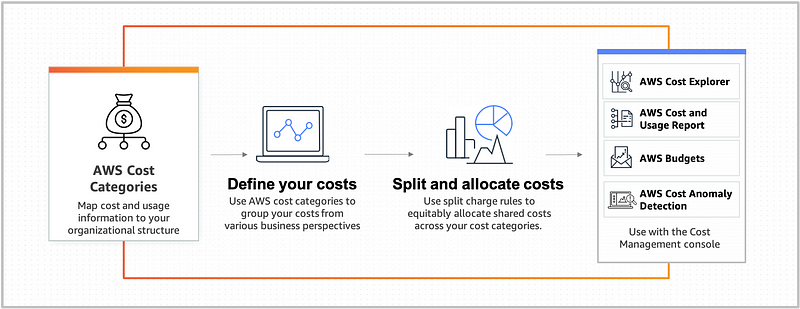 $
AWS Cost
Categories
Map cost and usage
information to your
organizational structure
Define your costs
Use AWS cost categories to
group your costs from
various business perspectives
Split and allocate costs
Use split charge rules to
equitably allocate shared costs
across your cost categories.
AWS Cost Explorer
AWS Cost and
Usage Report
AWS Budgets
AWS Cost Anomaly
Detection
Use with the Cost
Management console